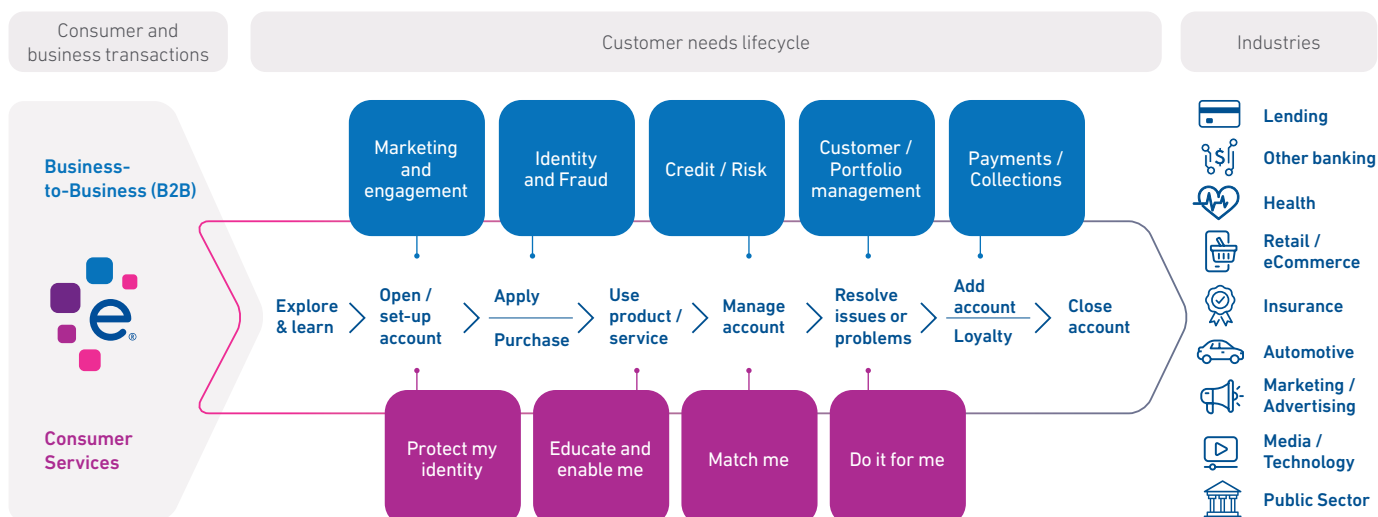 Consumer and
business transactions
Customer needs lifecycle
Industries
Business-
to-Business (B2B)
Marketing
and
engagement
Identity
and Fraud
Credit / Risk
Customer /
Portfolio
management
Payments /
Collections
e®
Explore
& learn
Open /
set-up
account
Apply
Purchase
Use
product /
service
Manage
account
Resolve
issues or
problems
Add
account
Loyalty
Close
account
Consumer
Services
Protect my
identity
Educate and
enable me
Match me
Do it for me
Lending
$
Other banking
Health
Retail /
eCommerce
Insurance
Automotive
Marketing /
Advertising
Media /
Technology
Public Sector